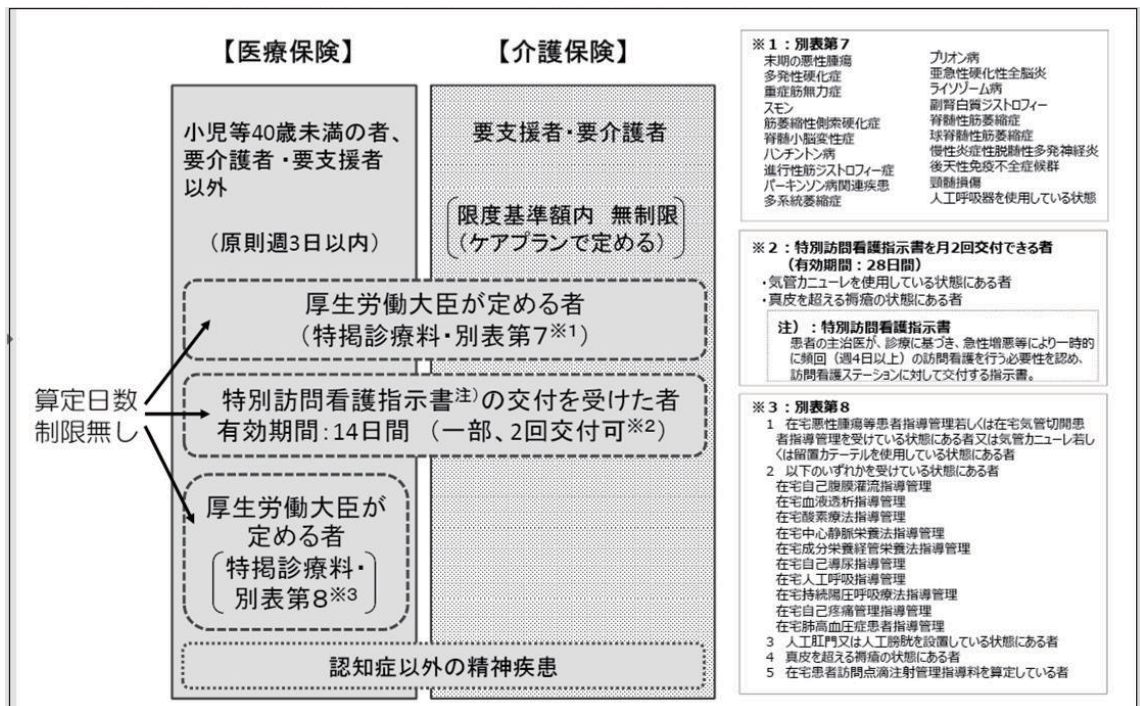 【医療保険】
【介護保険】
小児等40歳未満の者、
要介護者・要支援者
以外
（原則週3日以内）
要支援者・要介護者
限度基準額内 無制限
（ケアプランで定める）
算定日数
制限無し
厚生労働大臣が定める者
（特掲診療料・別表第7※1）
特別訪問看護指示書注）の交付を受けた者
有効期間：14日間 （一部、2回交付可※2）
厚生労働大臣が
定める者
特掲診療料・
別表第8※3
認知症以外の精神疾患
※1：別表第7
末期の悪性腫瘍
多発性硬化症
重症筋無力症
スモン
筋萎縮性側索硬化症
脊髄小脳変性症
ハンチントン病
進行性筋ジストロフィー症
パーキンソン病関連疾患
多系統萎縮症
プリオン病
亜急性硬化性全脳炎
ライソゾーム病
副腎白質ジストロフィー
脊髄性筋萎縮症
球脊髄性筋萎縮症
慢性炎症性脱髄性多発神経炎
後天性免疫不全症候群
頸髄損傷
人工呼吸器を使用している状態
※2：特別訪問看護指示書を月2回交付できる者
（有効期間：28日間）
・気管カニューレを使用している状態にある者
・真皮を超える褥瘡の状態にある者
注）：特別訪問看護指示書
患者の主治医が、診療に基づき、急性増悪等により一時的
に頻回（週4日以上）の訪問看護を行う必要性を認め、
訪問看護ステーションに対して交付する指示書。
※3：別表第8
1 在宅悪性腫瘍等患者指導管理若しくは在宅気管切開患
者指導管理を受けている状態にある者又は気管カニューレ若し
くは留置カテーテルを使用している状態にある者
2 以下のいずれかを受けている状態にある者
在宅自己腹膜灌流指導管理
在宅血液透析指導管理
在宅酸素療法指導管理
在宅中心静脈栄養法指導管理
在宅成分栄養経管栄養法指導管理
在宅自己導尿指導管理
在宅人工呼吸指導管理
在宅持続陽圧呼吸療法指導管理
在宅自己疼痛管理指導管理
在宅肺高血圧症患者指導管理
3 人工肛門又は人工膀胱を設置している状態にある者
4 真皮を超える褥瘡の状態にある者
5 在宅患者訪問点滴注射管理指導料を算定している者